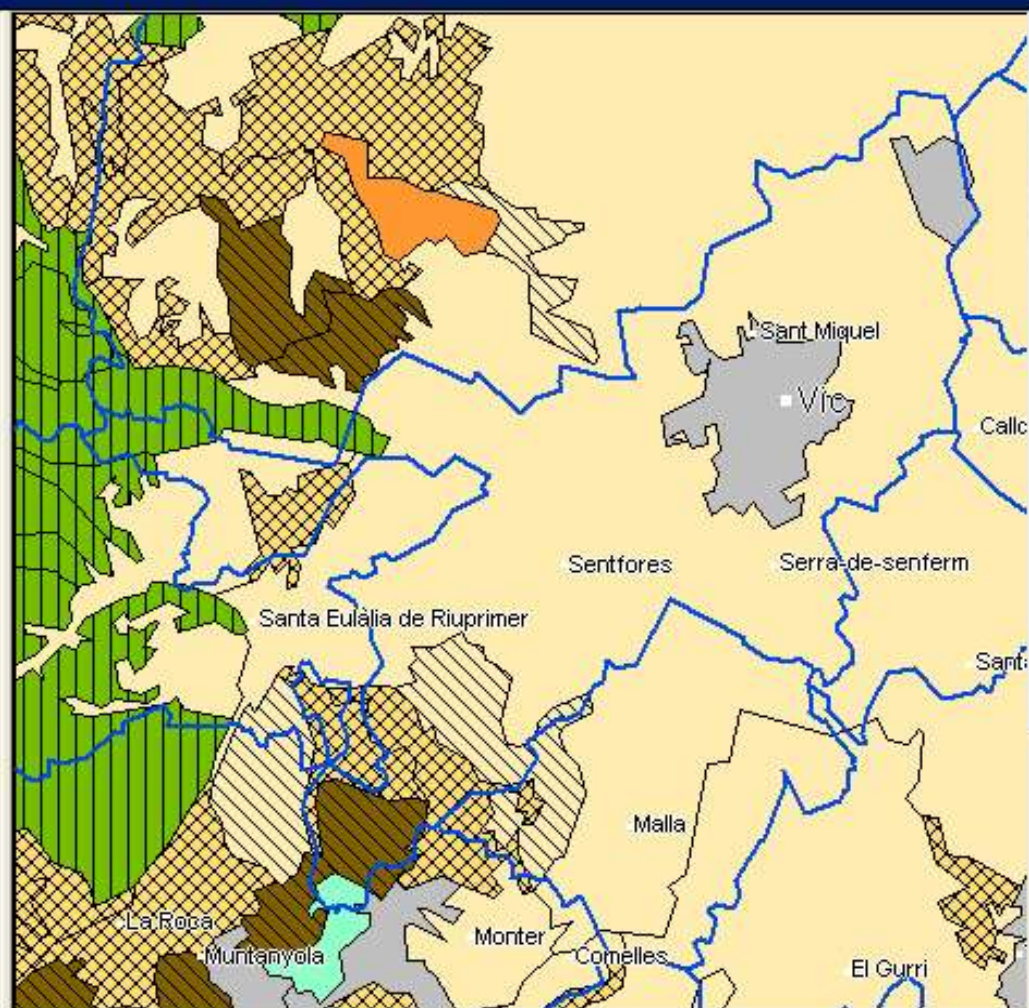 Sant Miquel
Vic
Callc
Sentfores
Serra-de-senferm
Santa Eulàlia de Riuprimer
Santa
Malla
La Roca
Muntanyola
Monter
Comelles
El Gurri